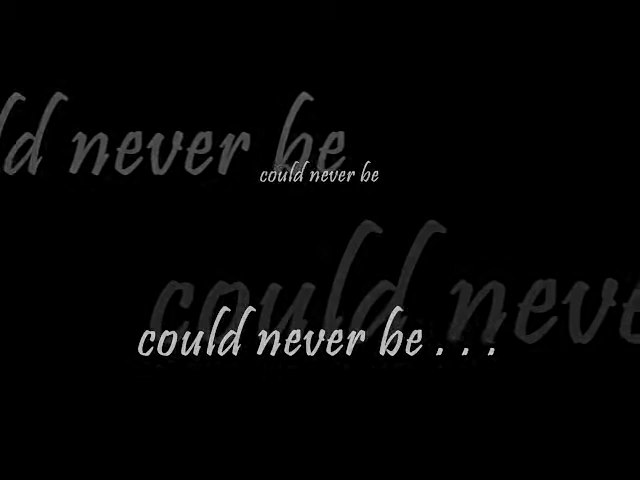 ld never be
could never be
could neve
could never be . . .